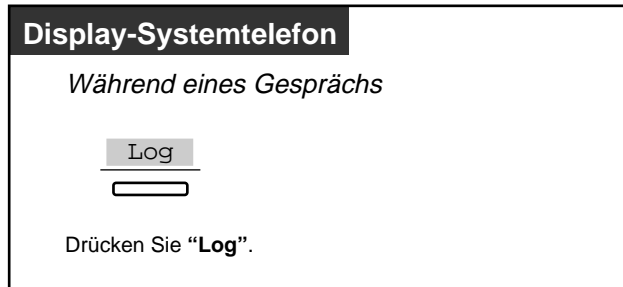 Display-Systemtelefon
Während eines Gesprächs
Log
Drücken Sie “Log”.